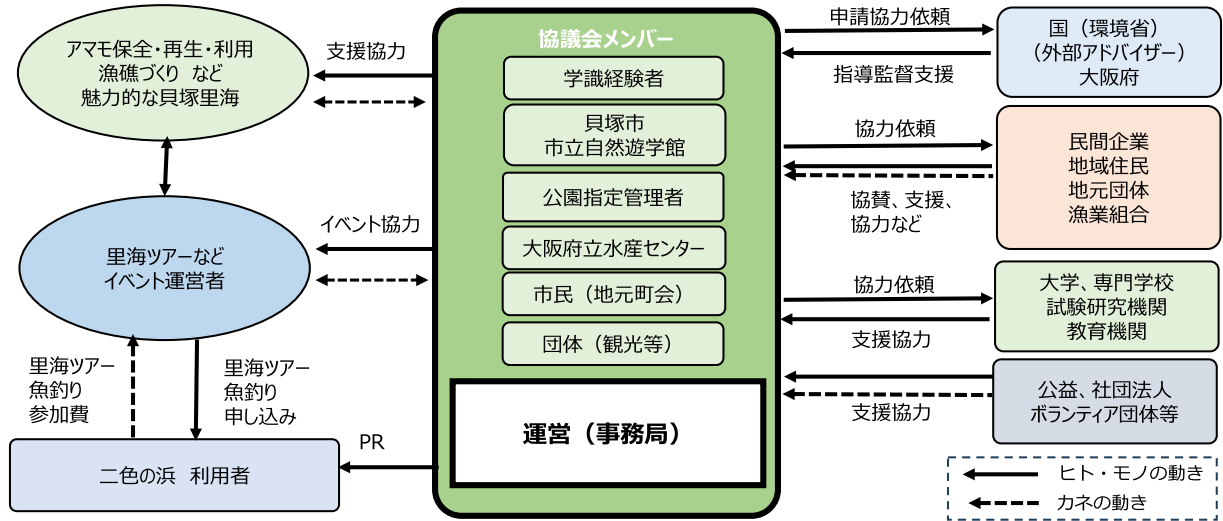 アマモ保全・再生・利用
漁礁づくり など
魅力的な貝塚里海
支援協力
里海ツアーなど
イベント運営者
イベント協力
里海ツアー
魚釣り
参加費
里海ツアー
魚釣り
申し込み
二色の浜 利用者
PR
協議会メンバー
学識経験者
貝塚市
市立自然遊学館
公園指定管理者
大阪府立水産センター
市民（地元町会）
団体（観光等）
運営（事務局）
申請協力依頼
指導監督支援
国（環境省）
（外部アドバイザー）
大阪府
協力依頼
協賛、支援、
協力など
民間企業
地域住民
地元団体
漁業組合
協力依頼
支援協力
大学、専門学校
試験研究機関
教育機関
支援協力
公益、社団法人
ボランティア団体等
ヒト・モノの動き
カネの動き